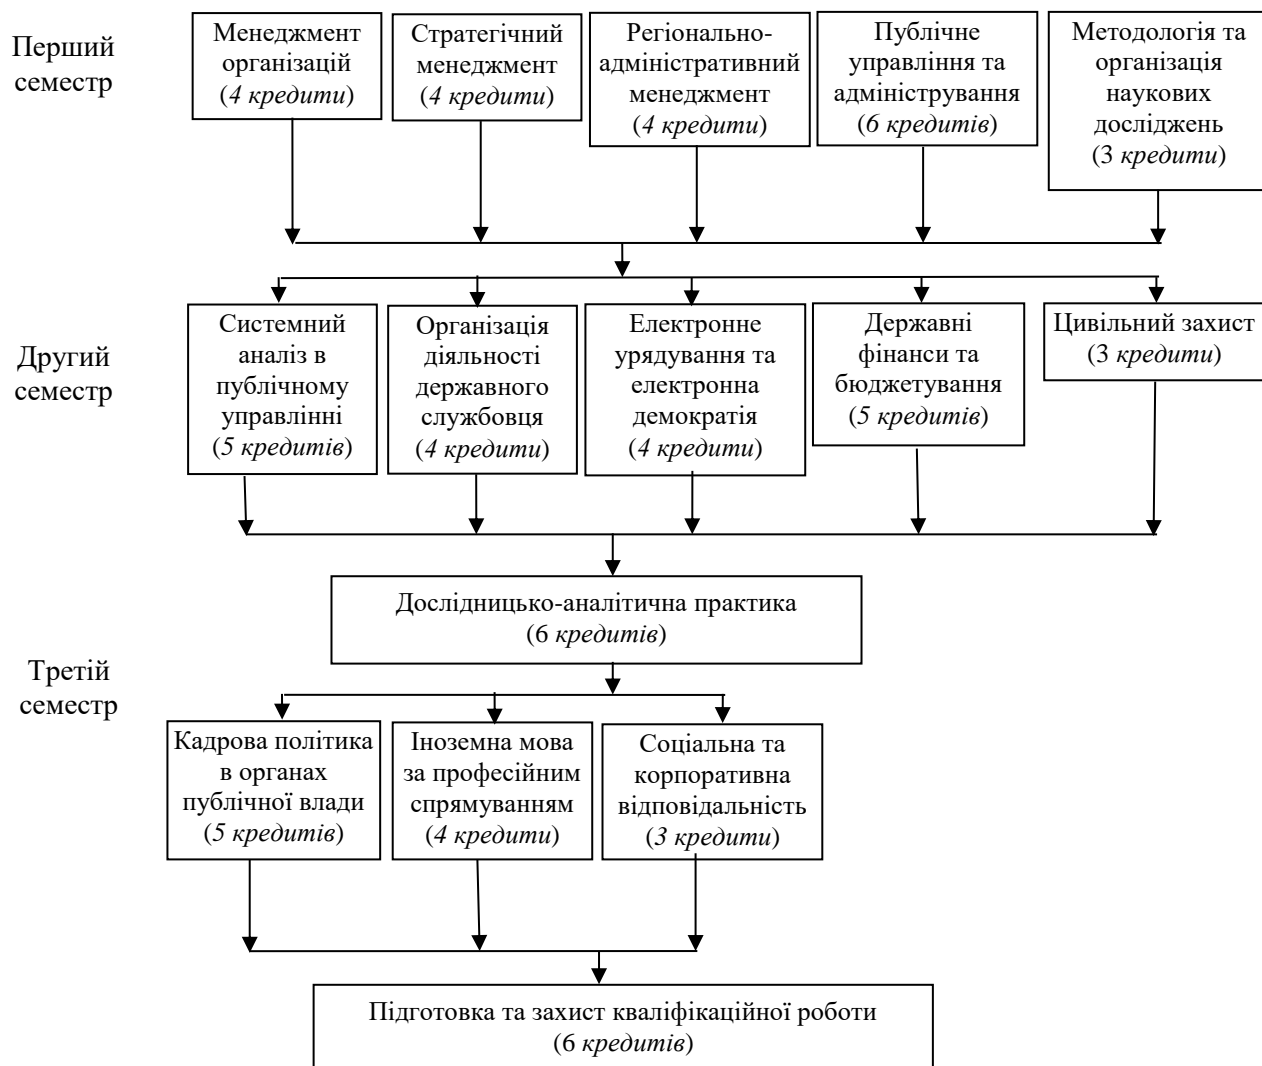 Перший
семестр
Менеджмент
організацій
(4 кредити)
Стратегічний
менеджмент
(4 кредити)
Регіонально-
адміністративний
менеджмент
(4 кредити)
Публічне
управління та
адміністрування
(6 кредитів)
Методологія та
організація
наукових
досліджень
(3 кредити)
Другий
семестр
Системний
аналіз в
публічному
управлінні
(5 кредитів)
Організація
діяльності
державного
службовця
(4 кредити)
Електронне
урядування та
електронна
демократія
(4 кредити)
Державні
фінанси та
бюджетування
(5 кредитів)
Цивільний захист
(3 кредити)
Дослідницько-аналітична практика
(6 кредитів)
Третій
семестр
Кадрова політика
в органах
публічної влади
(5 кредитів)
Іноземна мова
за професійним
спрямуванням
(4 кредити)
Соціальна та
корпоративна
відповідальність
(3 кредити)
Підготовка та захист кваліфікаційної роботи
(6 кредитів)